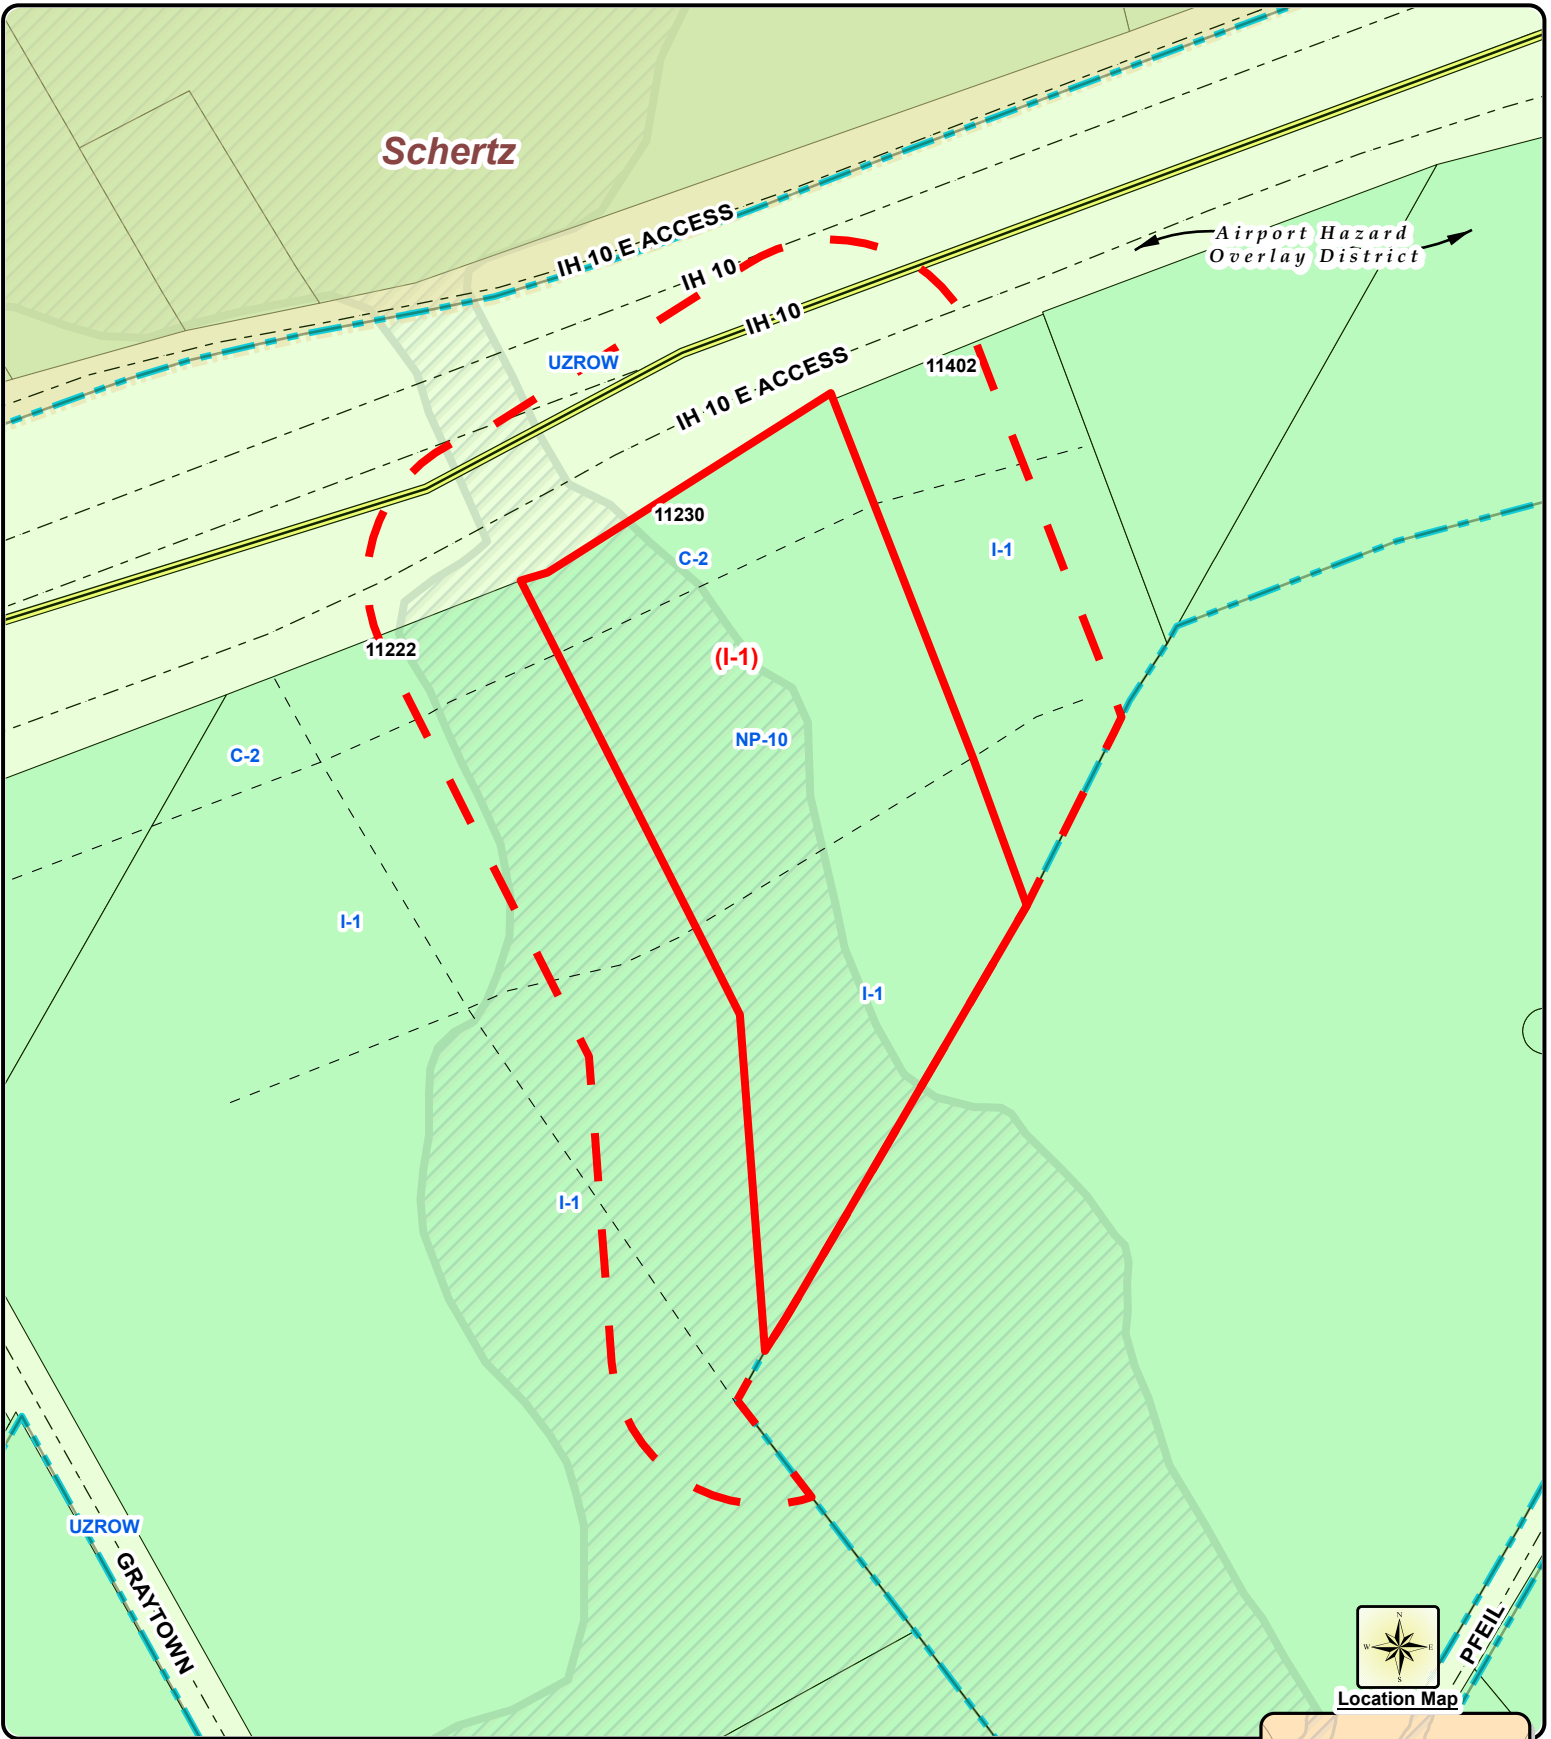 Schertz
IH 10 E ACCESS
Airport Hazard
Overlay District
IH 10
IH 10
UZROW
IH 10 E ACCESS
11402
11230
C-2
I-1
11222
(I-1)
NP-10
C-2
I-1
I-1
I-1
UZROW
GRAYTOWN
PFEIL
N
W
E
S
Location Map